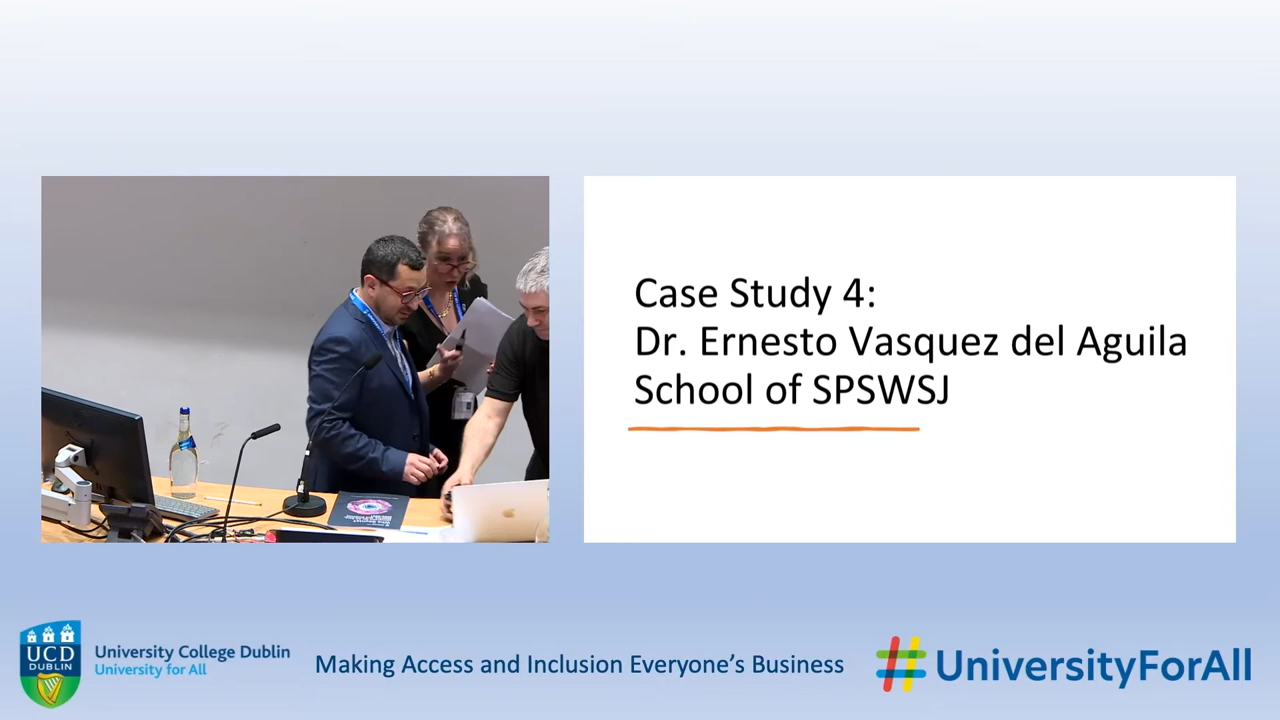 Case Study 4:
Dr. Ernesto Vasquez del Aguila
School of SPSWSJ
UCD
DUBLIN
University College Dublin
University for All
Making Access and Inclusion Everyone’s Business
#UniversityForAll